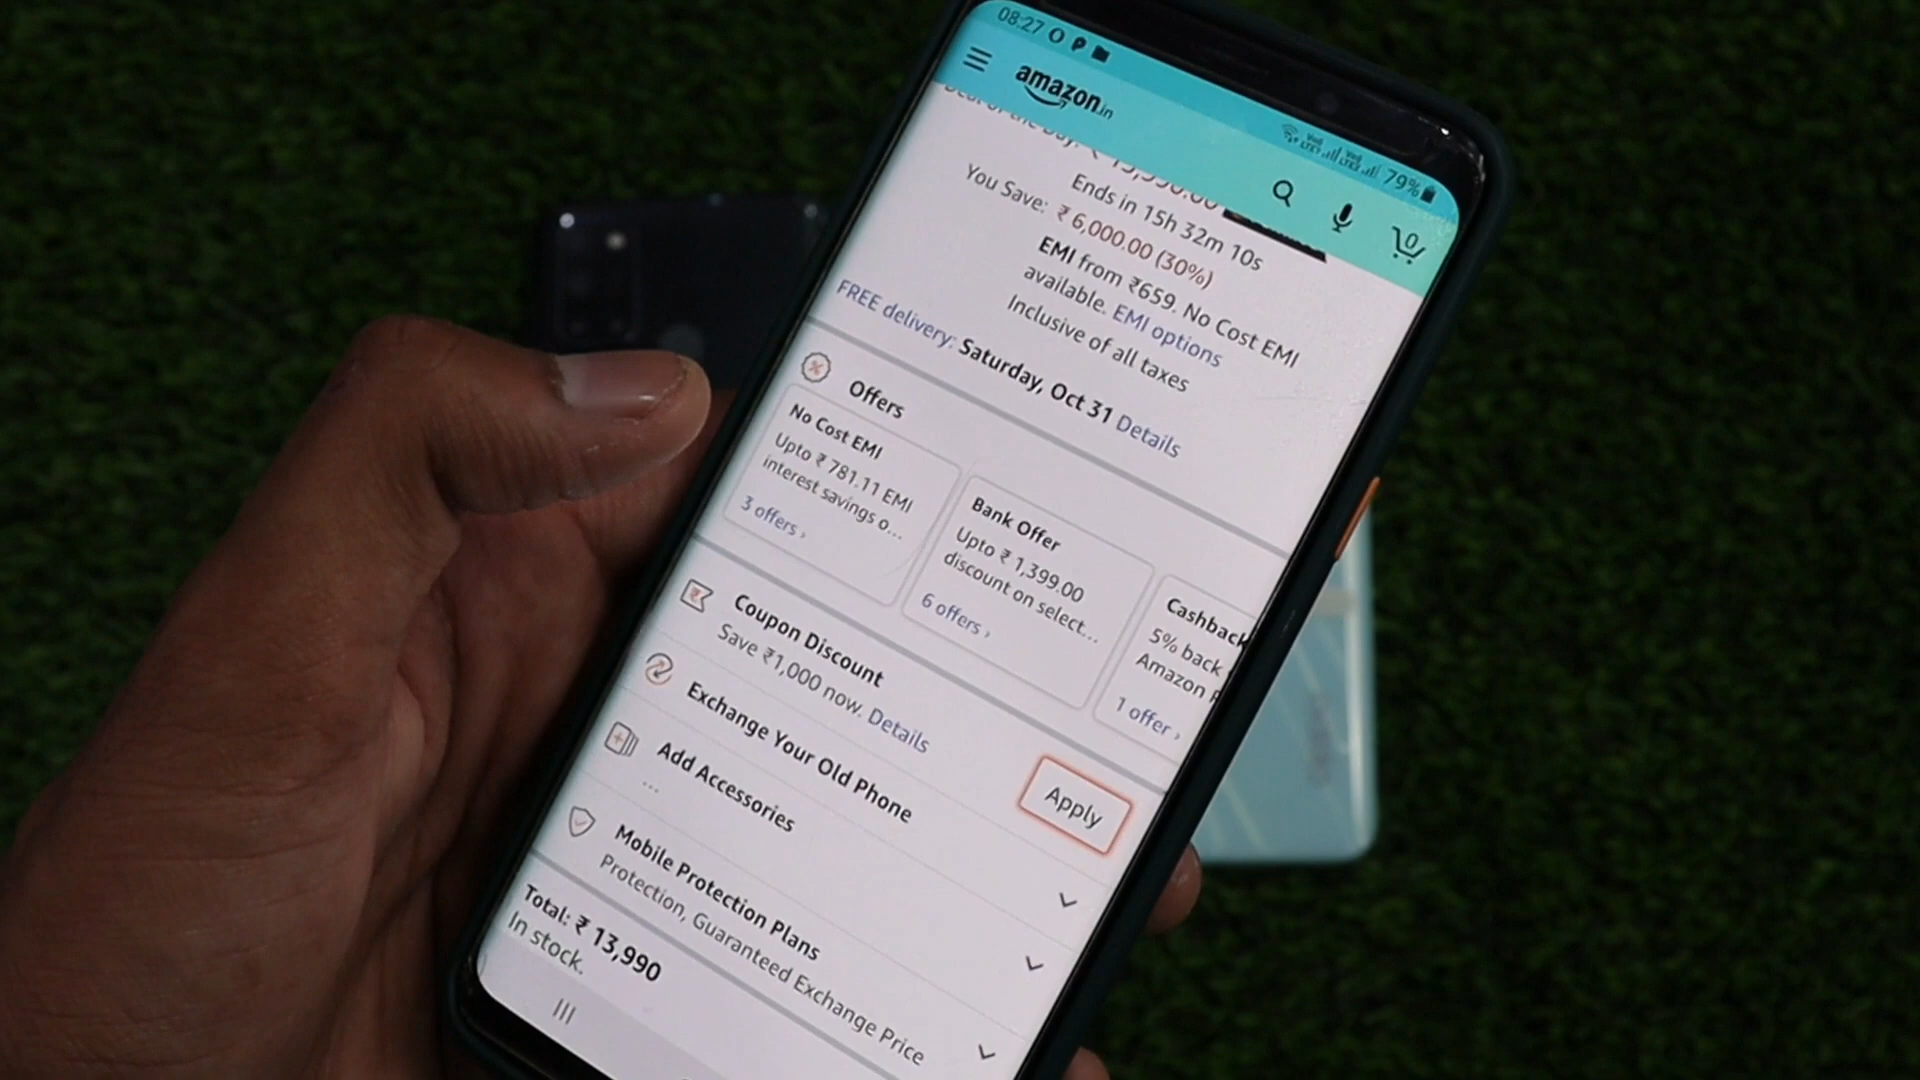 08:27
79%
amazon.in
0
Ends in 15h 32m 10s
You Save: ₹ 6,000.00 (30%)
EMI from ₹659. No Cost EMI
available. EMI options
Inclusive of all taxes
FREE delivery: Saturday, Oct 31 Details
Offers
No Cost EMI
Upto ₹ 781.11 EMI
interest savings o...
3 offers ›
Bank Offer
Upto ₹ 1,399.00
discount on select...
6 offers ›
Cashback
5% back
Amazon
1 offer ›
Coupon Discount
Save ₹1,000 now. Details
Apply
Exchange Your Old Phone
Add Accessories
...
Mobile Protection Plans
Protection, Guaranteed Exchange Price
Total: ₹ 13,990
In stock.